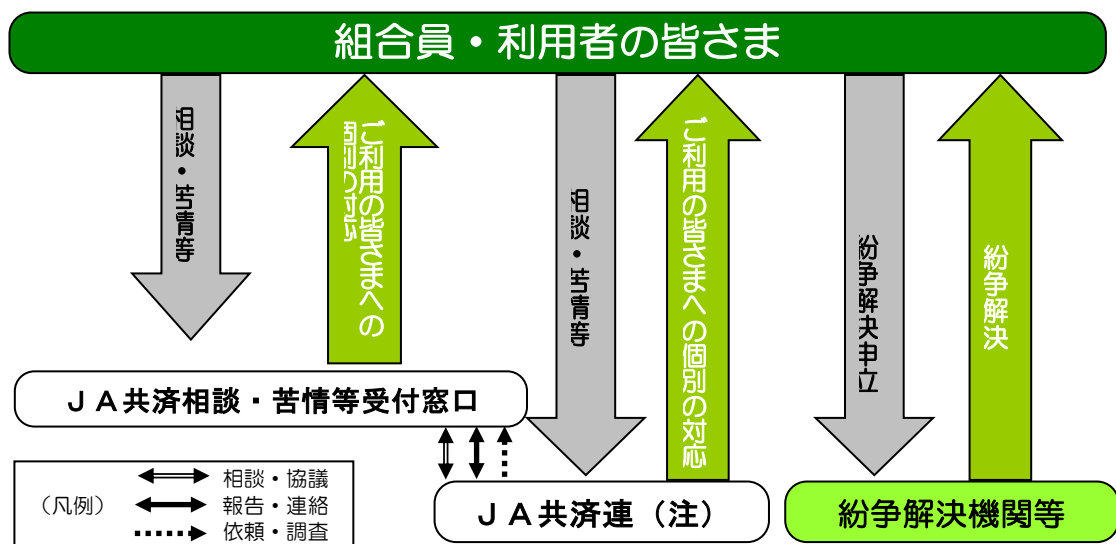 組合員・利用者の皆さま
相談・苦情等
ご利用の皆さまへの
個別の対応
相談・苦情等
ご利用の皆さまへの個別の対応
紛争解決申立
紛争解決
ＪＡ共済相談・苦情等受付窓口
（凡例）
相談・協議
報告・連絡
依頼・調査
ＪＡ共済連（注）
紛争解決機関等